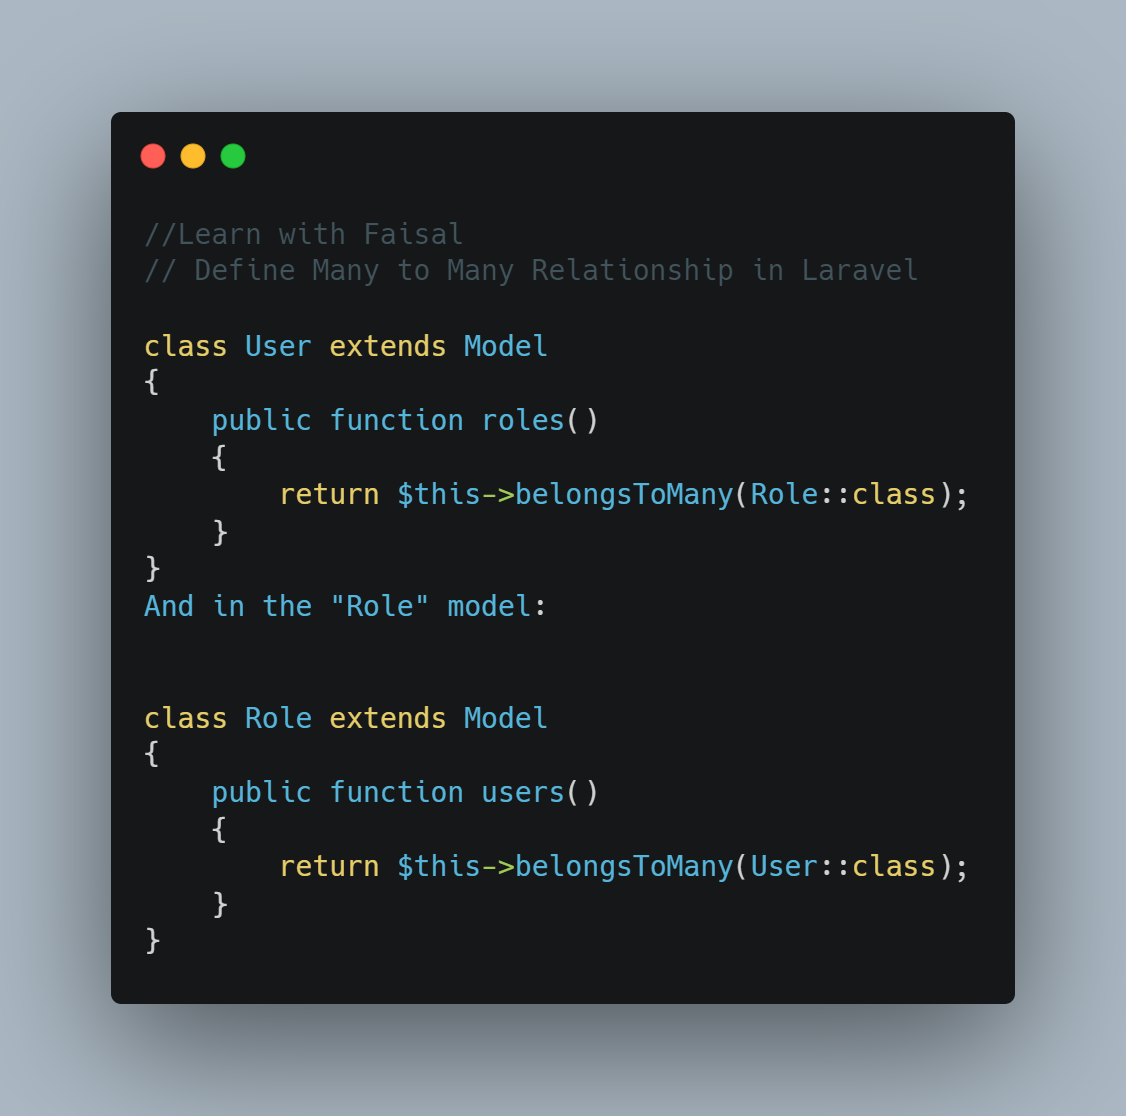 //Learn with Faisal
// Define Many to Many Relationship in Laravel
class User extends Model
{
    public function roles()
    {
        return $this->belongsToMany(Role::class);
    }
}
And in the "Role" model:
class Role extends Model
{
    public function users()
    {
        return $this->belongsToMany(User::class);
    }
}